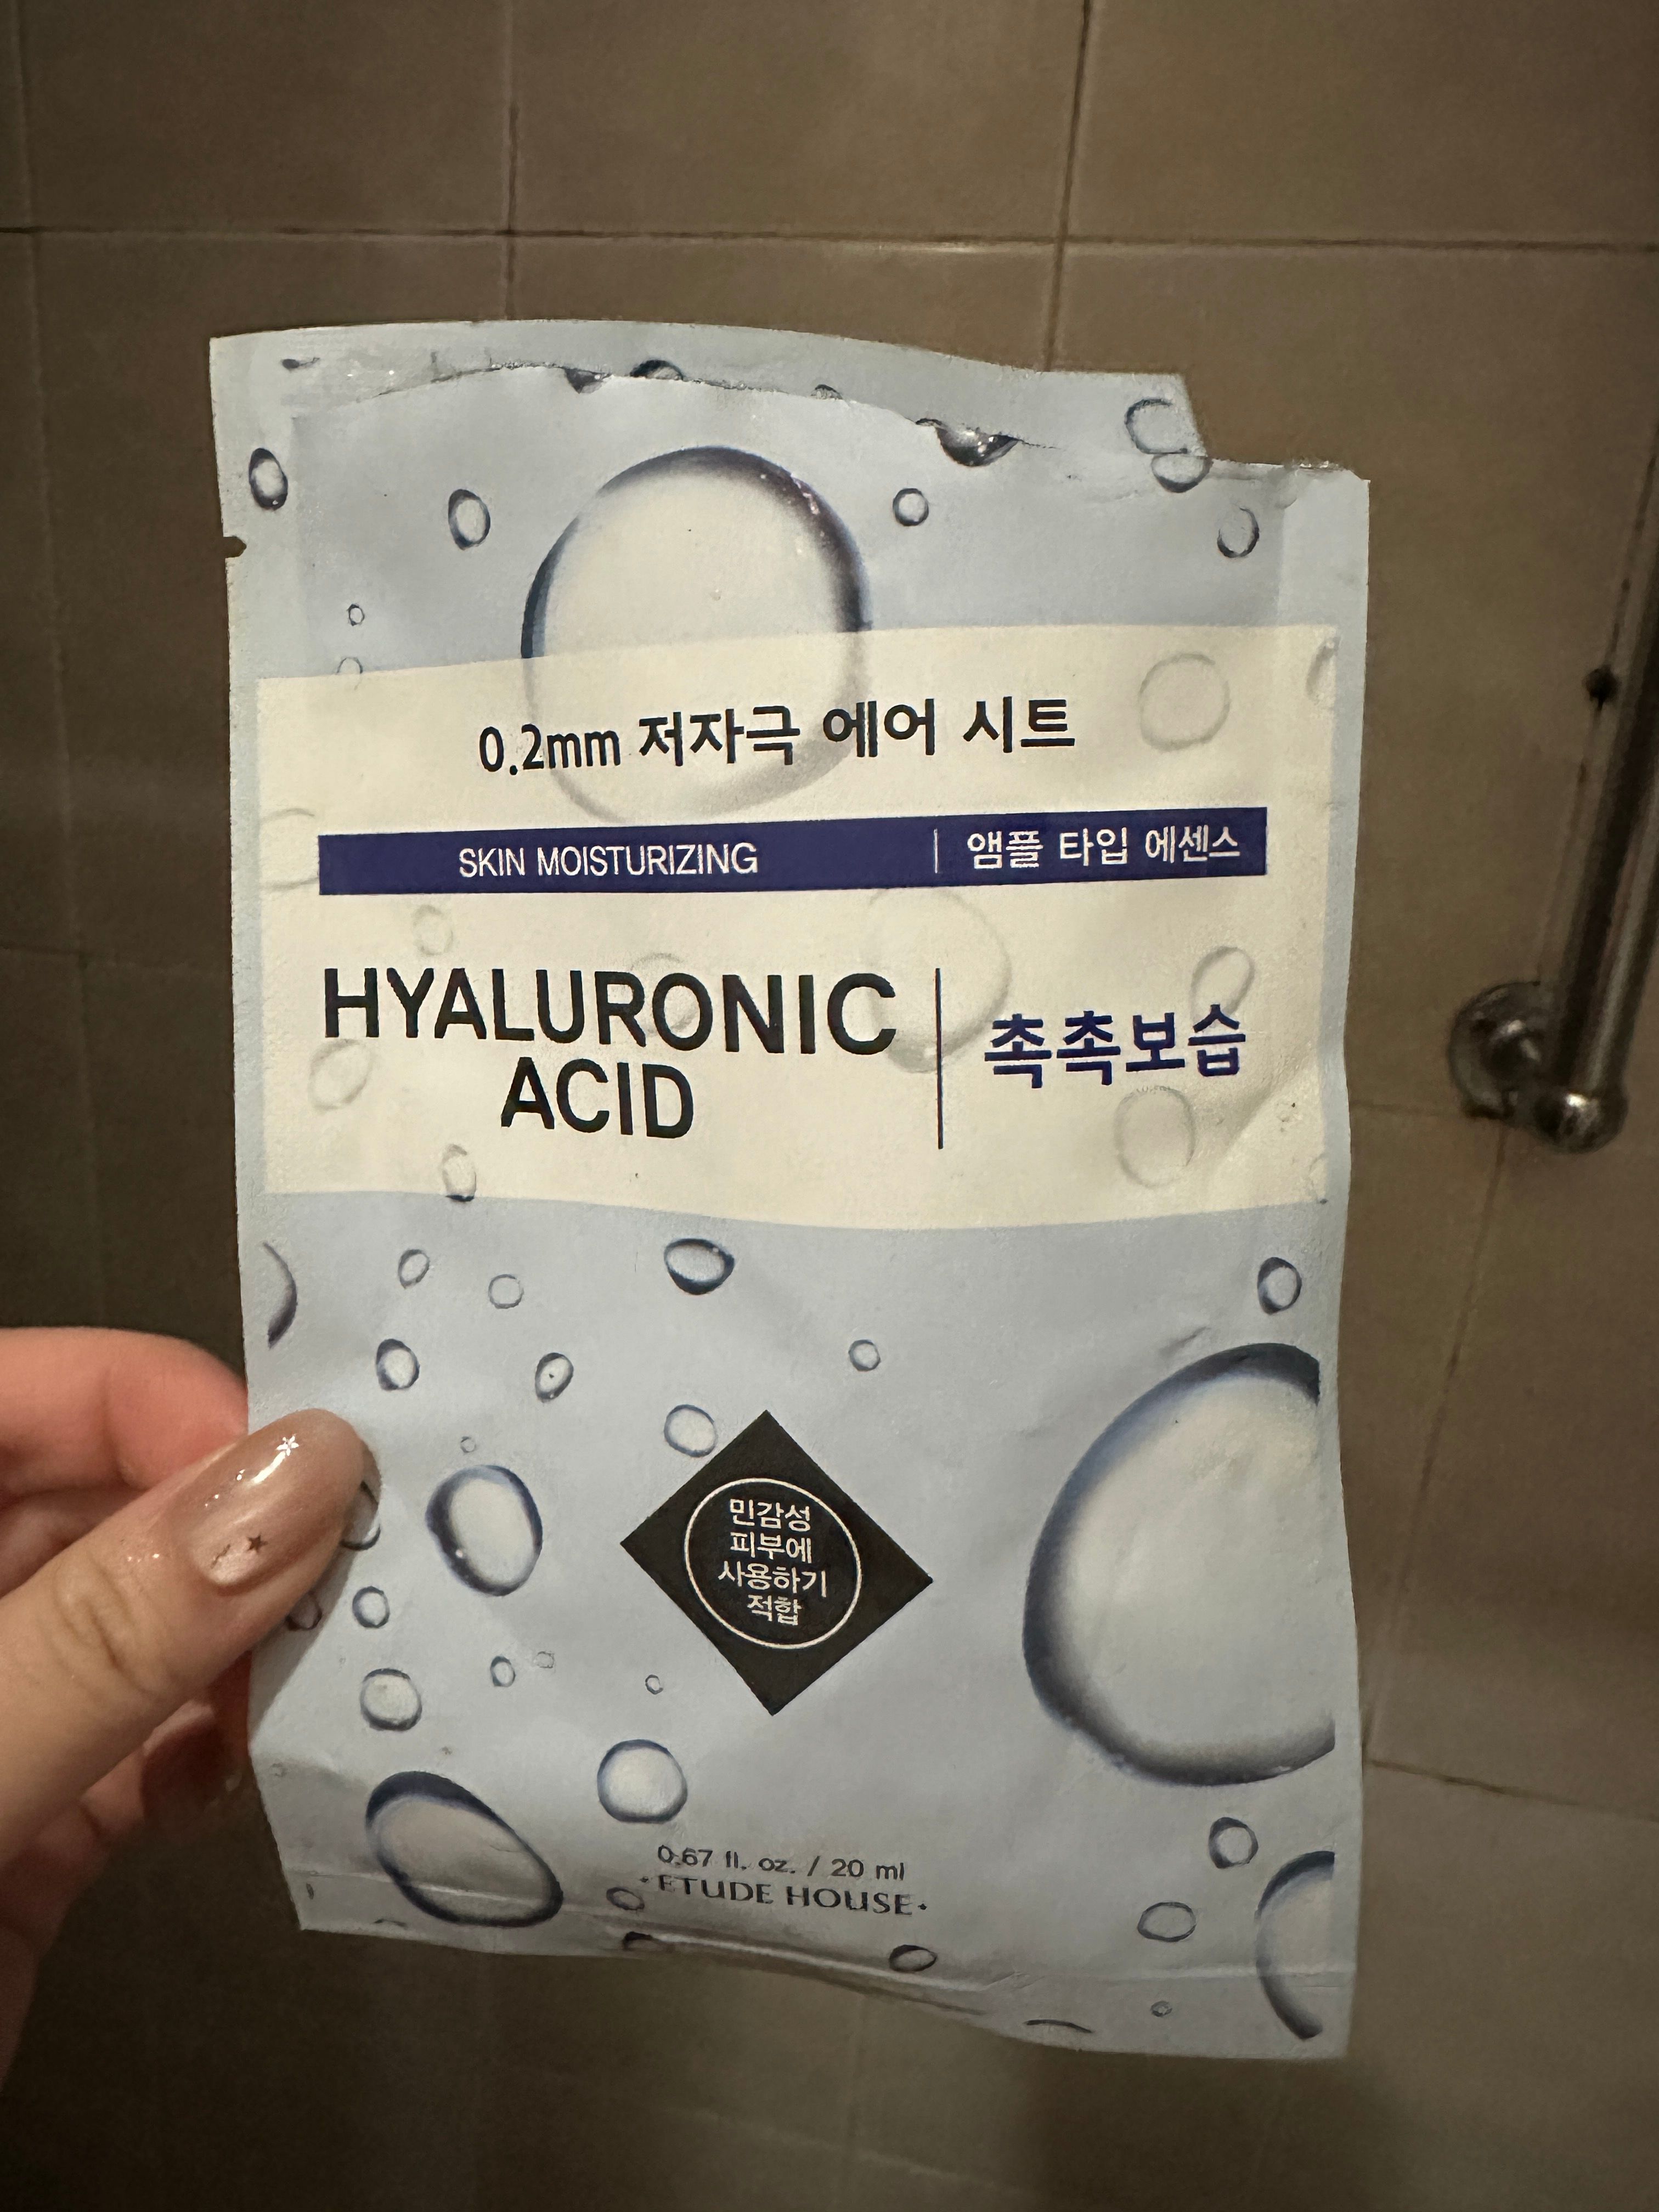 0.2mm 저자극 에어 시트
SKIN MOISTURIZING | 앰플 타입 에센스
HYALURONIC
ACID
촉촉보습
민감성
피부에
사용하기
적합
0.67 fl. oz. / 20 ml
·ETUDE HOUSE·